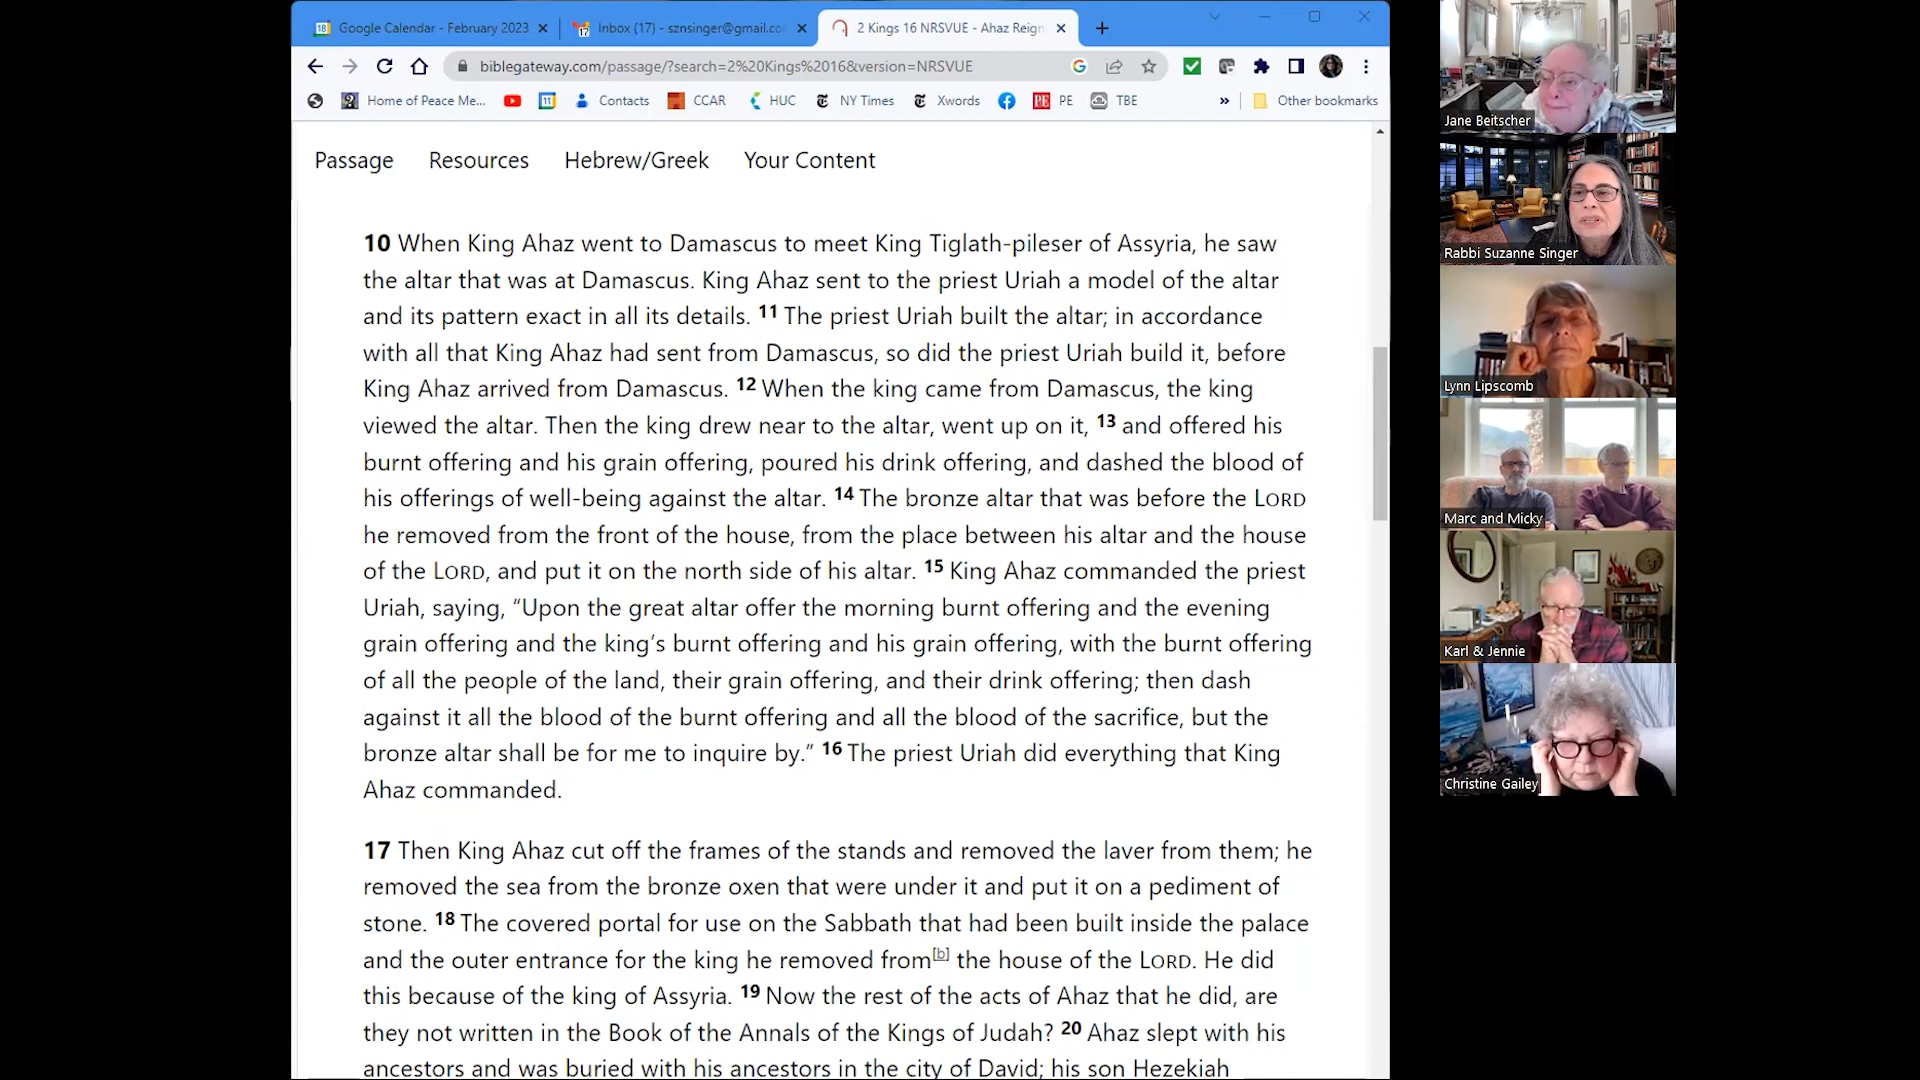 Google Calendar - February 2023
Inbox (17) - sznsinger@gmail.co
2 Kings 16 NRSVUE - Ahaz Reign
biblegateway.com/passage/?search=2%20Kings%2016&version=NRSVUE
Home of Peace Me... Contacts CCAR HUC NY Times Xwords PE PE TBE » Other bookmarks
Passage Resources Hebrew/Greek Your Content
10 When King Ahaz went to Damascus to meet King Tiglath-pileser of Assyria, he saw
the altar that was at Damascus. King Ahaz sent to the priest Uriah a model of the altar
and its pattern exact in all its details. 11 The priest Uriah built the altar; in accordance
with all that King Ahaz had sent from Damascus, so did the priest Uriah build it, before
King Ahaz arrived from Damascus. 12 When the king came from Damascus, the king
viewed the altar. Then the king drew near to the altar, went up on it, 13 and offered his
burnt offering and his grain offering, poured his drink offering, and dashed the blood of
his offerings of well-being against the altar. 14 The bronze altar that was before the LORD
he removed from the front of the house, from the place between his altar and the house
of the LORD, and put it on the north side of his altar. 15 King Ahaz commanded the priest
Uriah, saying, “Upon the great altar offer the morning burnt offering and the evening
grain offering and the king’s burnt offering and his grain offering, with the burnt offering
of all the people of the land, their grain offering, and their drink offering; then dash
against it all the blood of the burnt offering and all the blood of the sacrifice, but the
bronze altar shall be for me to inquire by.” 16 The priest Uriah did everything that King
Ahaz commanded.
17 Then King Ahaz cut off the frames of the stands and removed the laver from them; he
removed the sea from the bronze oxen that were under it and put it on a pediment of
stone. 18 The covered portal for use on the Sabbath that had been built inside the palace
and the outer entrance for the king he removed from[b] the house of the LORD. He did
this because of the king of Assyria. 19 Now the rest of the acts of Ahaz that he did, are
they not written in the Book of the Annals of the Kings of Judah? 20 Ahaz slept with his
ancestors and was buried with his ancestors in the city of David; his son Hezekiah
Jane Beitscher
Rabbi Suzanne Singer
Lynn Lipscomb
Marc and Micky
Karl & Jennie
Christine Gailey